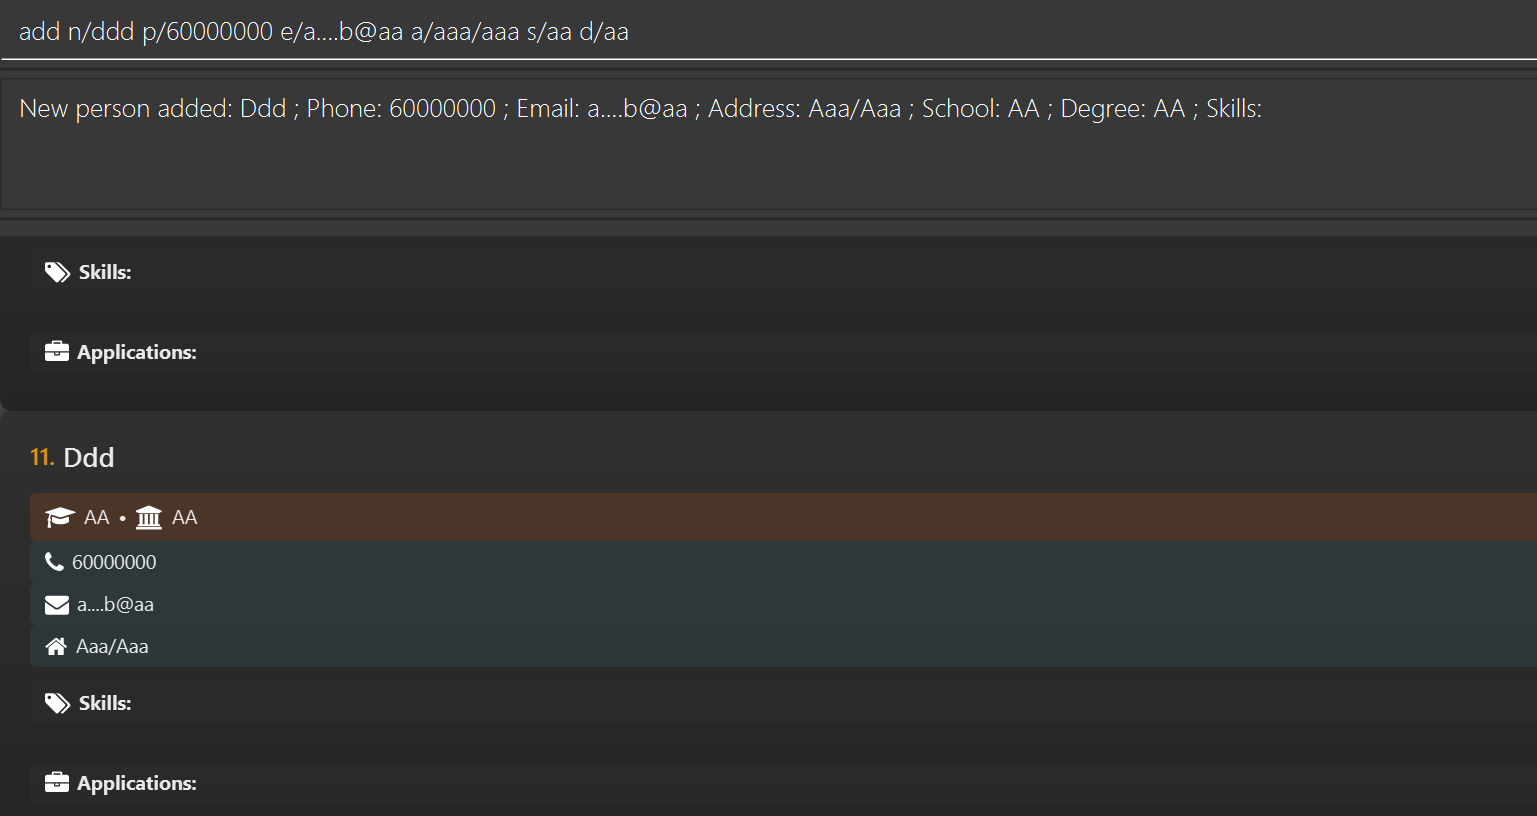 add n/ddd p/60000000 e/a....b@aa a/aaa/aaa s/aa d/aa
New person added: Ddd ; Phone: 60000000 ; Email: a....b@aa ; Address: Aaa/Aaa ; School: AA ; Degree: AA ; Skills:
Skills:
Applications:
11. Ddd
AA • AA
60000000
a....b@aa
Aaa/Aaa
Skills:
Applications: